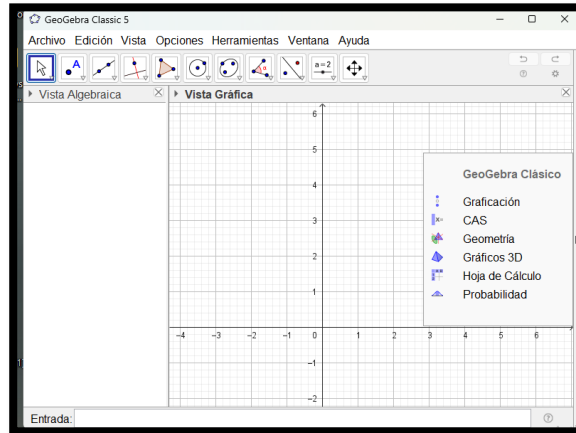 GeoGebra Classic 5
Archivo Edición Vista Opciones Herramientas Ventana Ayuda
A
α
a=2
Vista Algebraica
Vista Gráfica
6
5
4
3
2
1
-4 -3 -2 -1 0 1 2 3 4 5 6
-1
-2
GeoGebra Clásico
Graficación
x= CAS
Geometría
Gráficos 3D
Hoja de Cálculo
Probabilidad
Entrada: